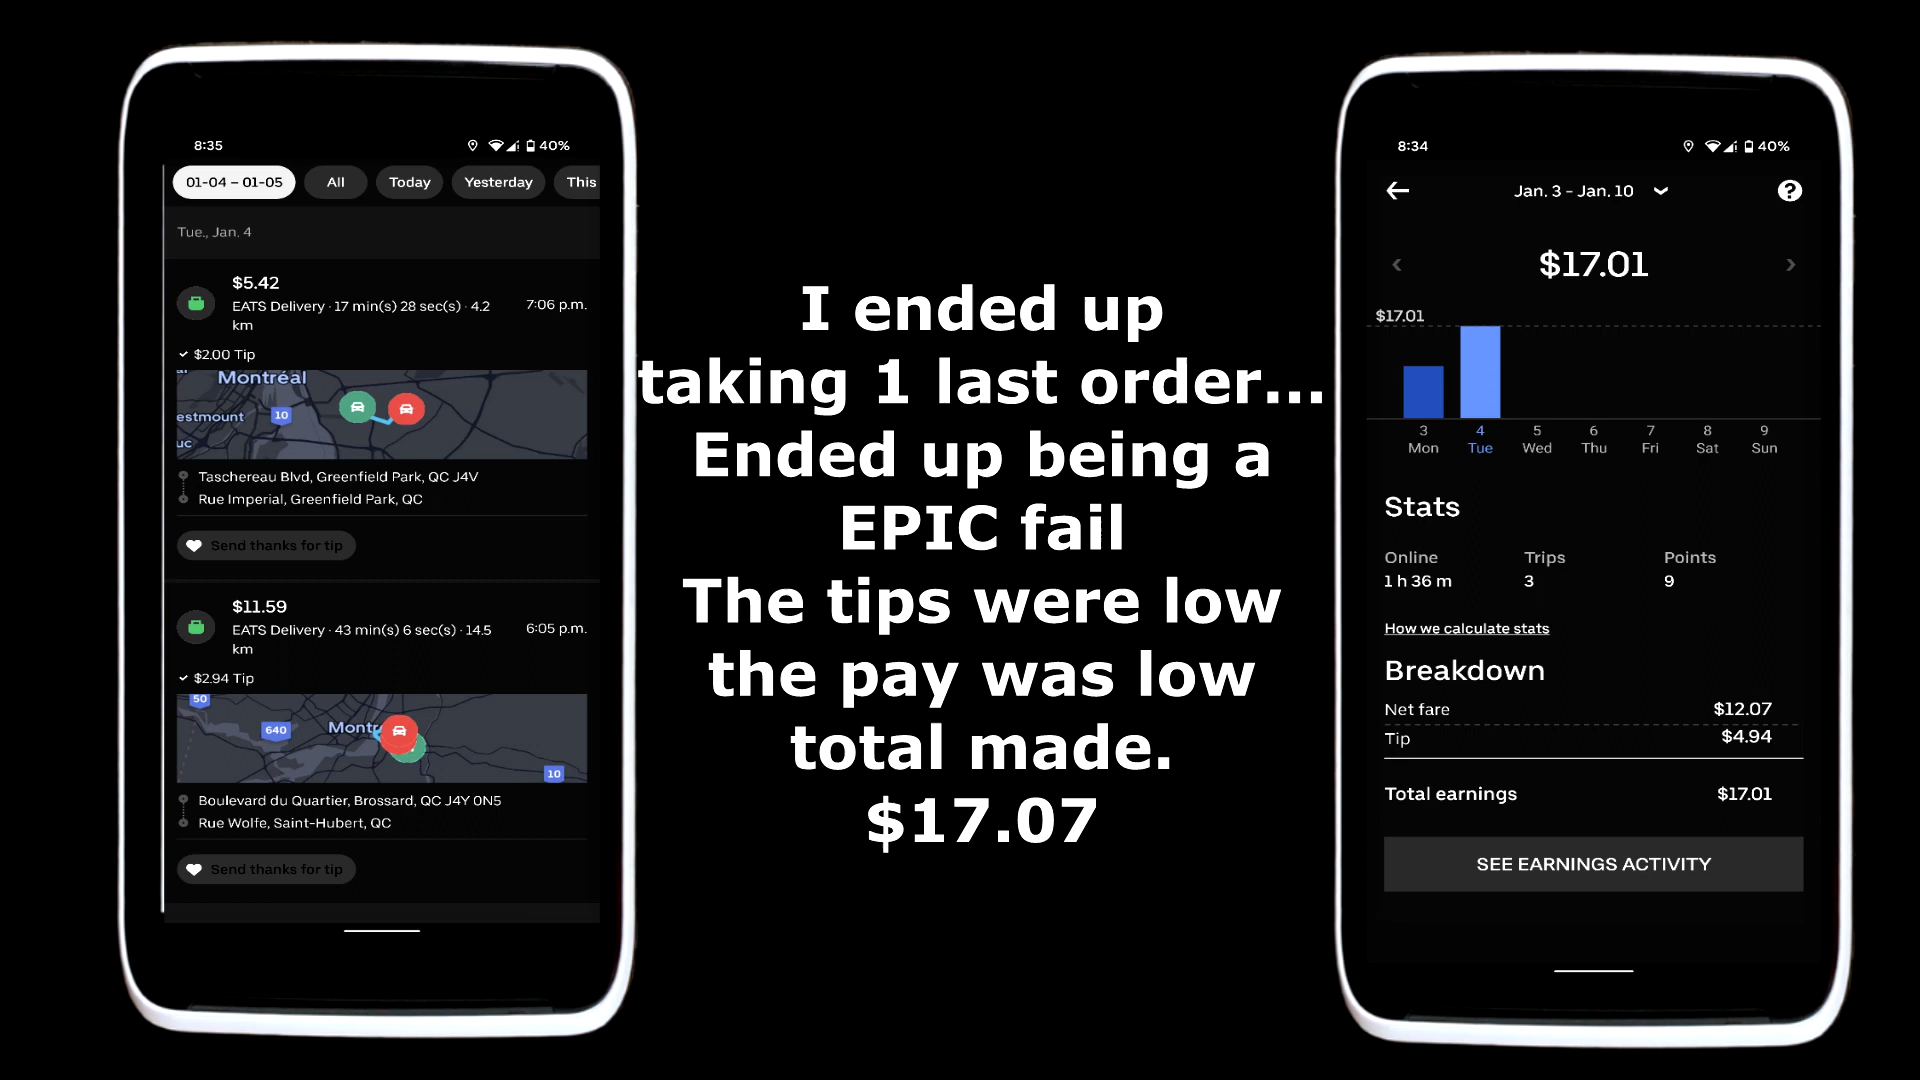 8:35
40%
01-04 – 01-05 All Today Yesterday This
Tue., Jan. 4
$5.42
EATS Delivery · 17 min(s) 28 sec(s) · 4.2
km
7:06 p.m.
$2.00 Tip
Montréal
estmount
10
uc
Taschereau Blvd, Greenfield Park, QC J4V
Rue Imperial, Greenfield Park, QC
Send thanks for tip
$11.59
EATS Delivery · 43 min(s) 6 sec(s) · 14.5
km
6:05 p.m.
$2.94 Tip
50
640
Montr
10
Boulevard du Quartier, Brossard, QC J4Y 0N5
Rue Wolfe, Saint-Hubert, QC
Send thanks for tip
I ended up
taking 1 last order...
Ended up being a
EPIC fail
The tips were low
the pay was low
total made.
$17.07
8:34
40%
Jan. 3 - Jan. 10
?
$17.01
$17.01
3 4 5 6 7 8 9
Mon Tue Wed Thu Fri Sat Sun
Stats
Online Trips Points
1 h 36 m 3 9
How we calculate stats
Breakdown
Net fare $12.07
Tip $4.94
Total earnings $17.01
SEE EARNINGS ACTIVITY